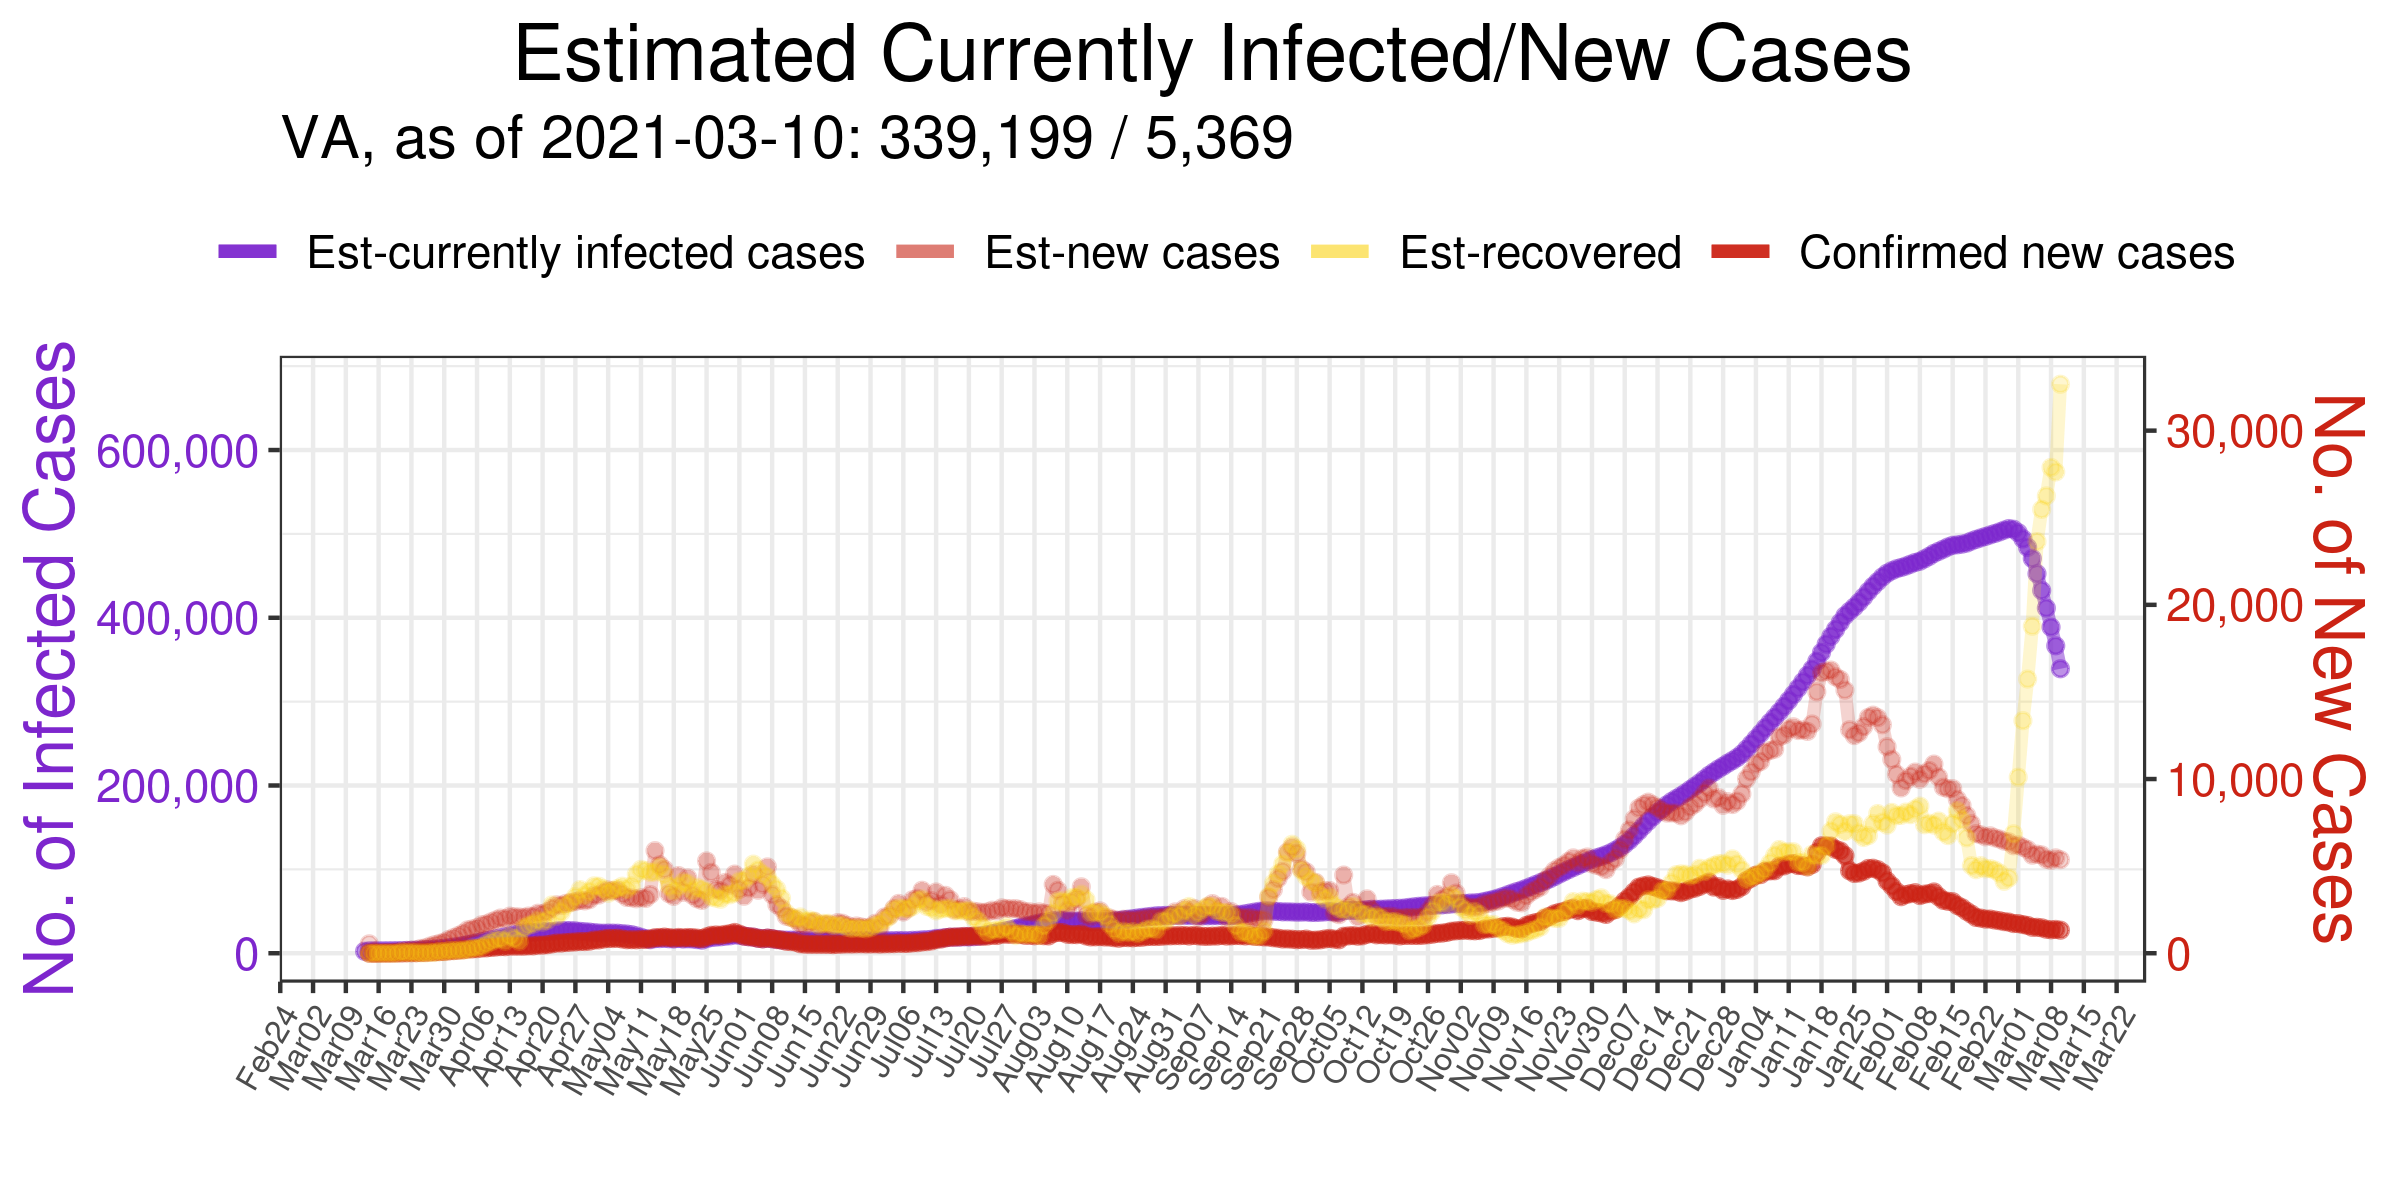 Estimated Currently Infected/New Cases
VA, as of 2021-03-10: 339,199 / 5,369
Est-currently infected cases Est-new cases Est-recovered Confirmed new cases
No. of Infected Cases
600,000
400,000
200,000
0
30,000
20,000
10,000
0
No. of New Cases
Feb24 Mar02 Mar09 Mar16 Mar23 Mar30 Apr06 Apr13 Apr20 Apr27 May04 May11 May18 May25 Jun01 Jun08 Jun15 Jun22 Jun29 Jul06 Jul13 Jul20 Jul27 Aug03 Aug10 Aug17 Aug24 Aug31 Sep07 Sep14 Sep21 Sep28 Oct05 Oct12 Oct19 Oct26 Nov02 Nov09 Nov16 Nov23 Nov30 Dec07 Dec14 Dec21 Dec28 Jan04 Jan11 Jan18 Jan25 Feb01 Feb08 Feb15 Feb22 Mar01 Mar08 Mar15 Mar22